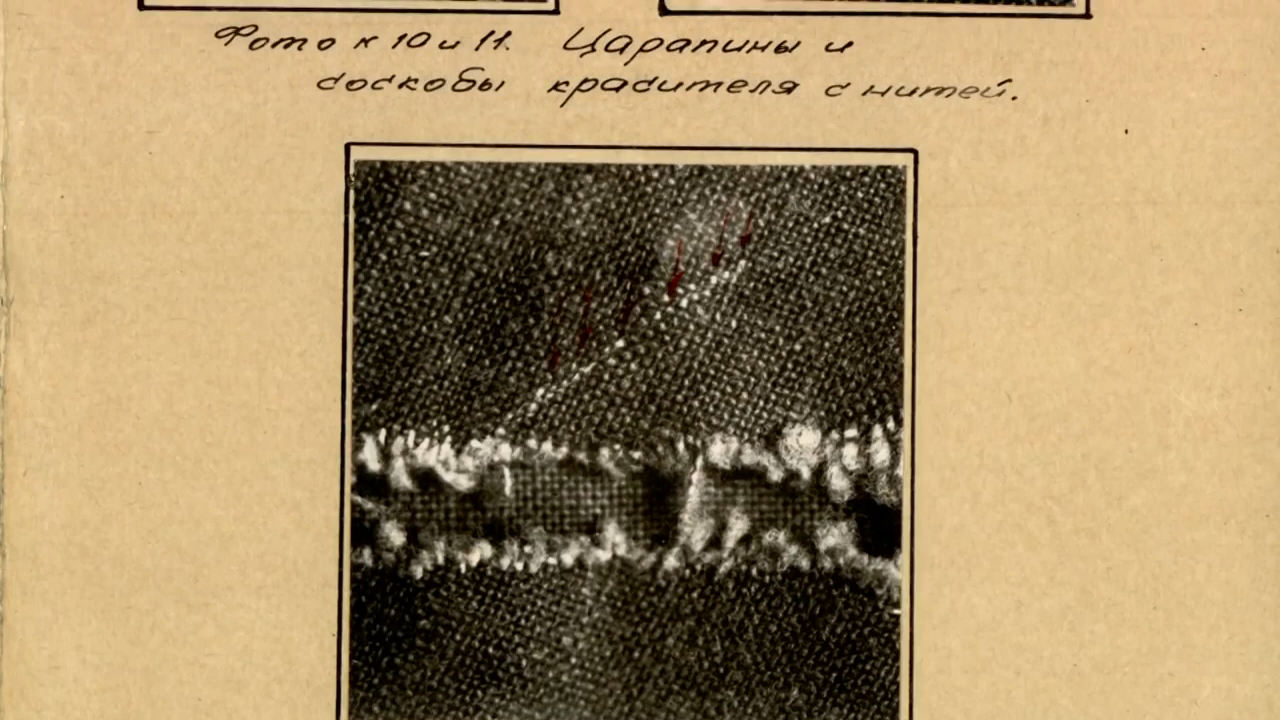 Фото к 10 и 11. Царапины и
соскобы красителя с нитей.